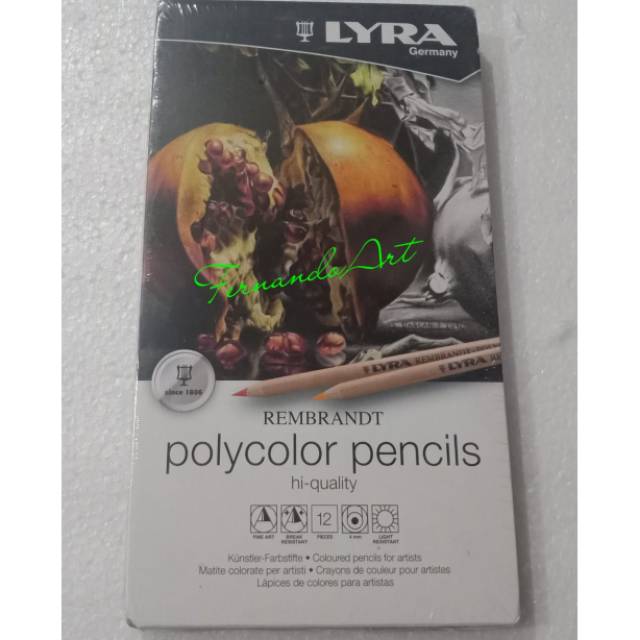 LYRA
Germany
FernandoArt
LYRA REMBRANDT-
LYRA
since 1806
REMBRANDT
polycolor pencils
hi-quality
12
FINE ART BREAK RESISTANT PIECES 4 mm LIGHT RESISTANT
Künstler-Farbstifte • Coloured pencils for artists
Matite colorate per artisti • Crayons de couleur pour artistes
Lápices de colores para artistas